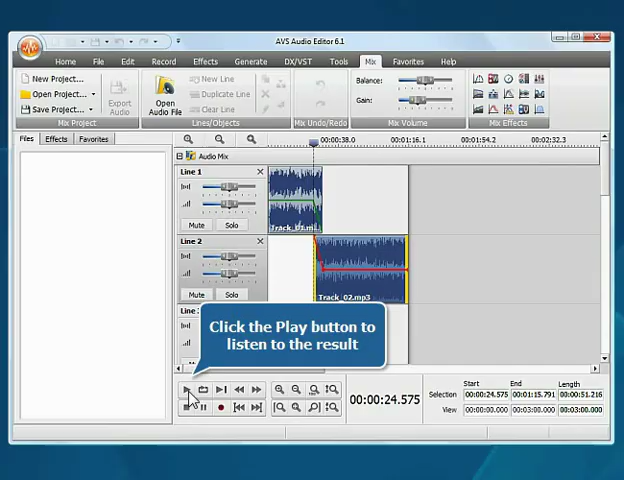 AVS Audio Editor 6.1
Home File Edit Record Effects Generate DX/VST Tools Mix Favorites Help
New Project...
Open Project...
Save Project...
Export Audio
Mix Project
Open Audio File
New Line
Duplicate Line
Clear Line
Lines/Objects
Mix Undo/Redo
Balance:
Gain:
Mix Volume
Mix Effects
Files Effects Favorites
00:00:38.0 00:01:16.1 00:01:54.2 00:02:32.3
Audio Mix
Line 1
Mute Solo
Track_01.m...
Line 2
Mute Solo
Track_02.mp3
Line
Click the Play button to
listen to the result
00:00:24.575
Start End Length
Selection 00:00:24.575 00:01:15.791 00:00:51.216
View 00:00:00.000 00:03:00.000 00:03:00.000